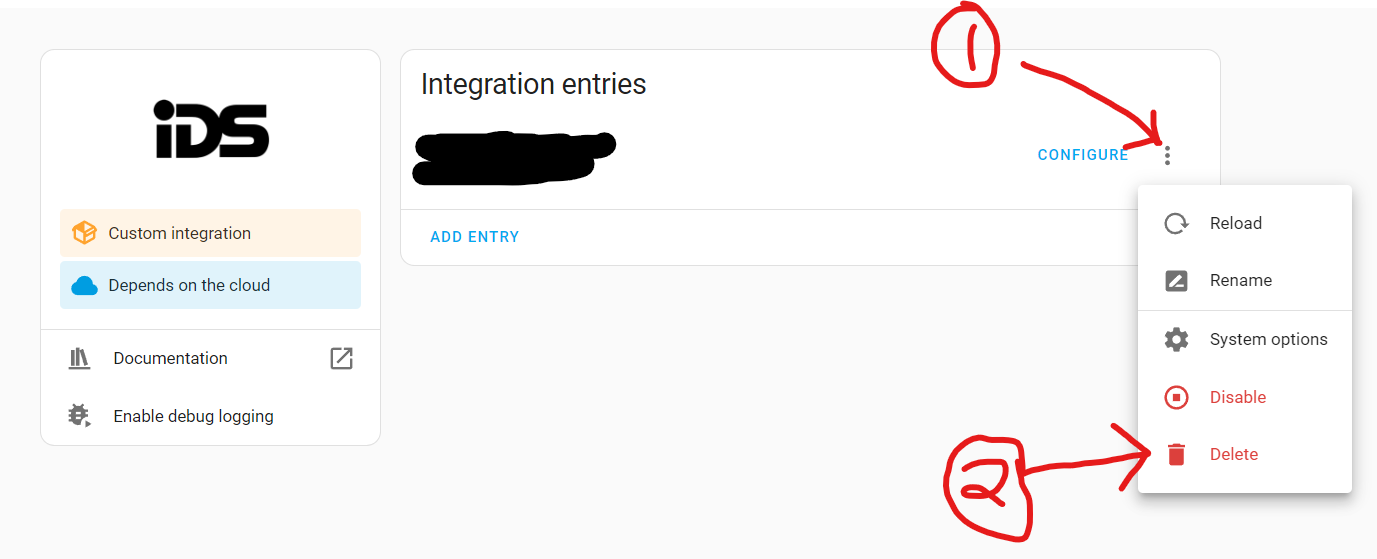 1
iDS
Integration entries
CONFIGURE
Custom integration
ADD ENTRY
Depends on the cloud
Documentation
Enable debug logging
Reload
Rename
System options
Disable
2
Delete